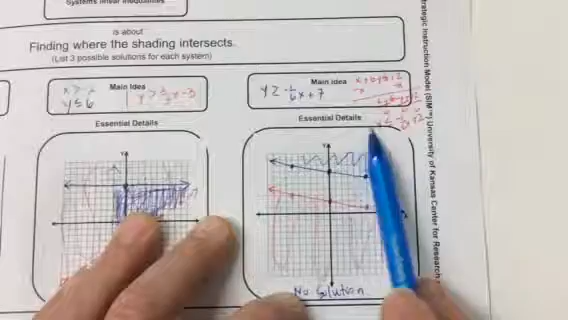 Systems linear inequalities
is about
Finding where the shading intersects.
(List 3 possible solutions for each system)
Main Idea
y ≤ 6
Essential Details
Main Idea
y ≥ -1/6x + 7
Essential Details
No Solution
Strategic Instruction Model (SIM™) University of Kansas Center for Research